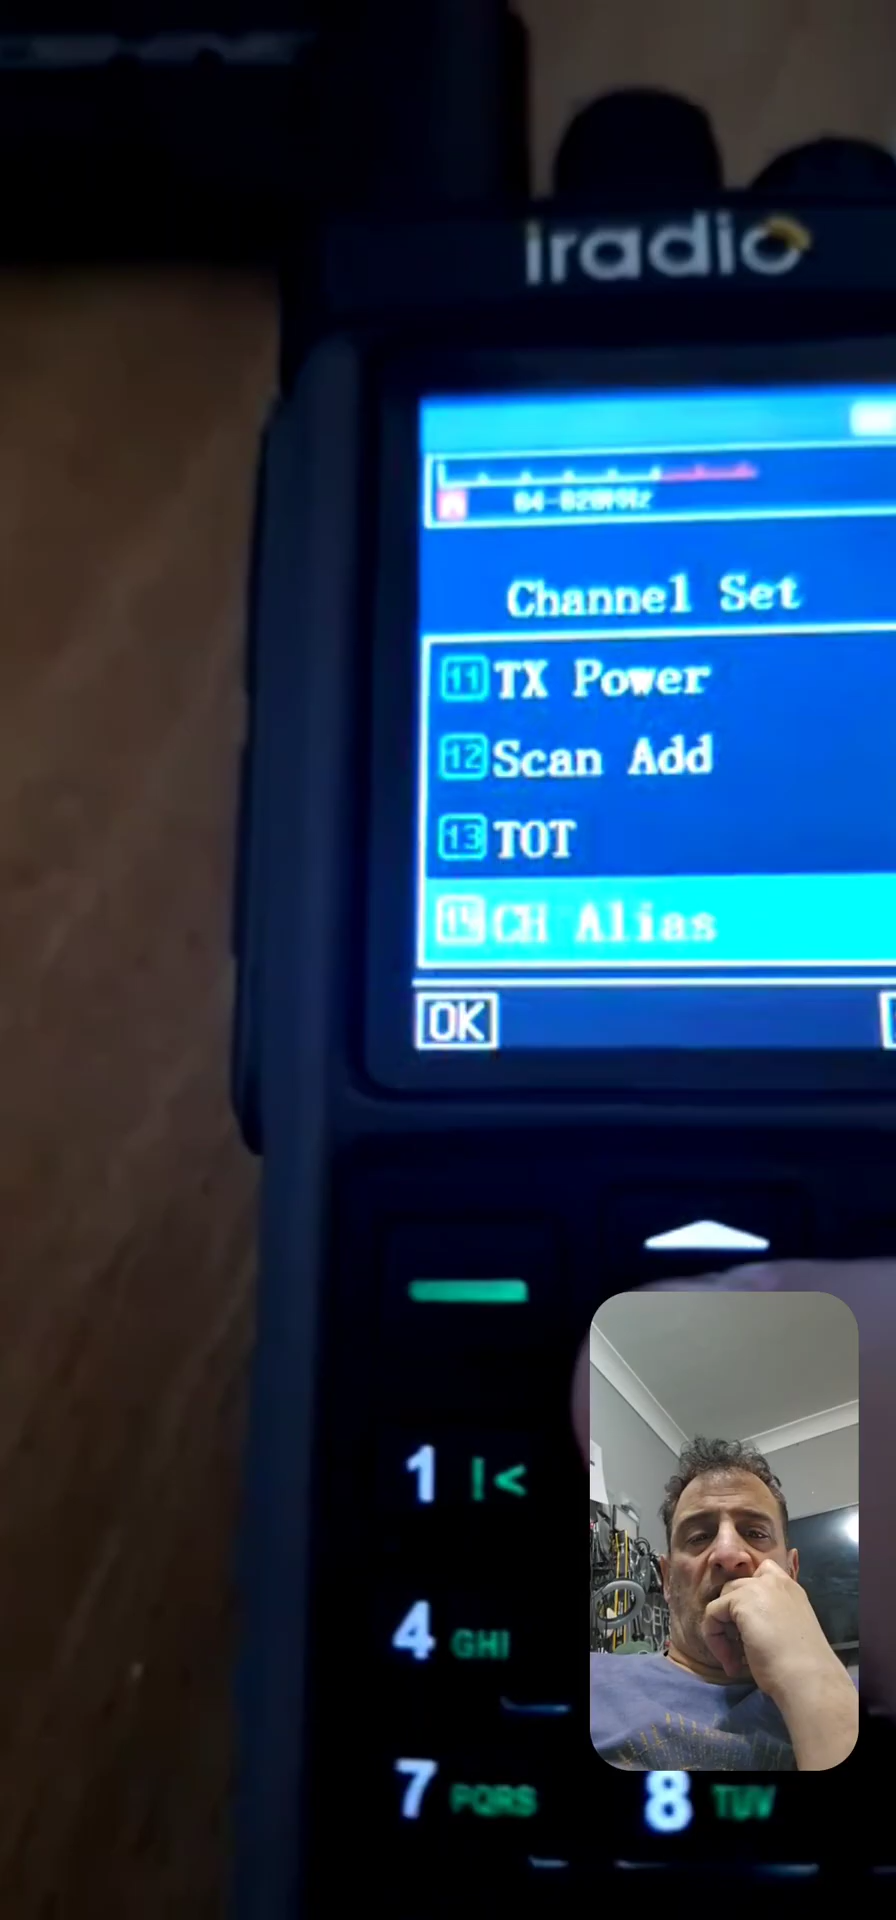 iradio
Channel Set
11 TX Power
12 Scan Add
13 TOT
14 CH Alias
OK
1 !<
4 GHI
7 PQRS 8 TUV